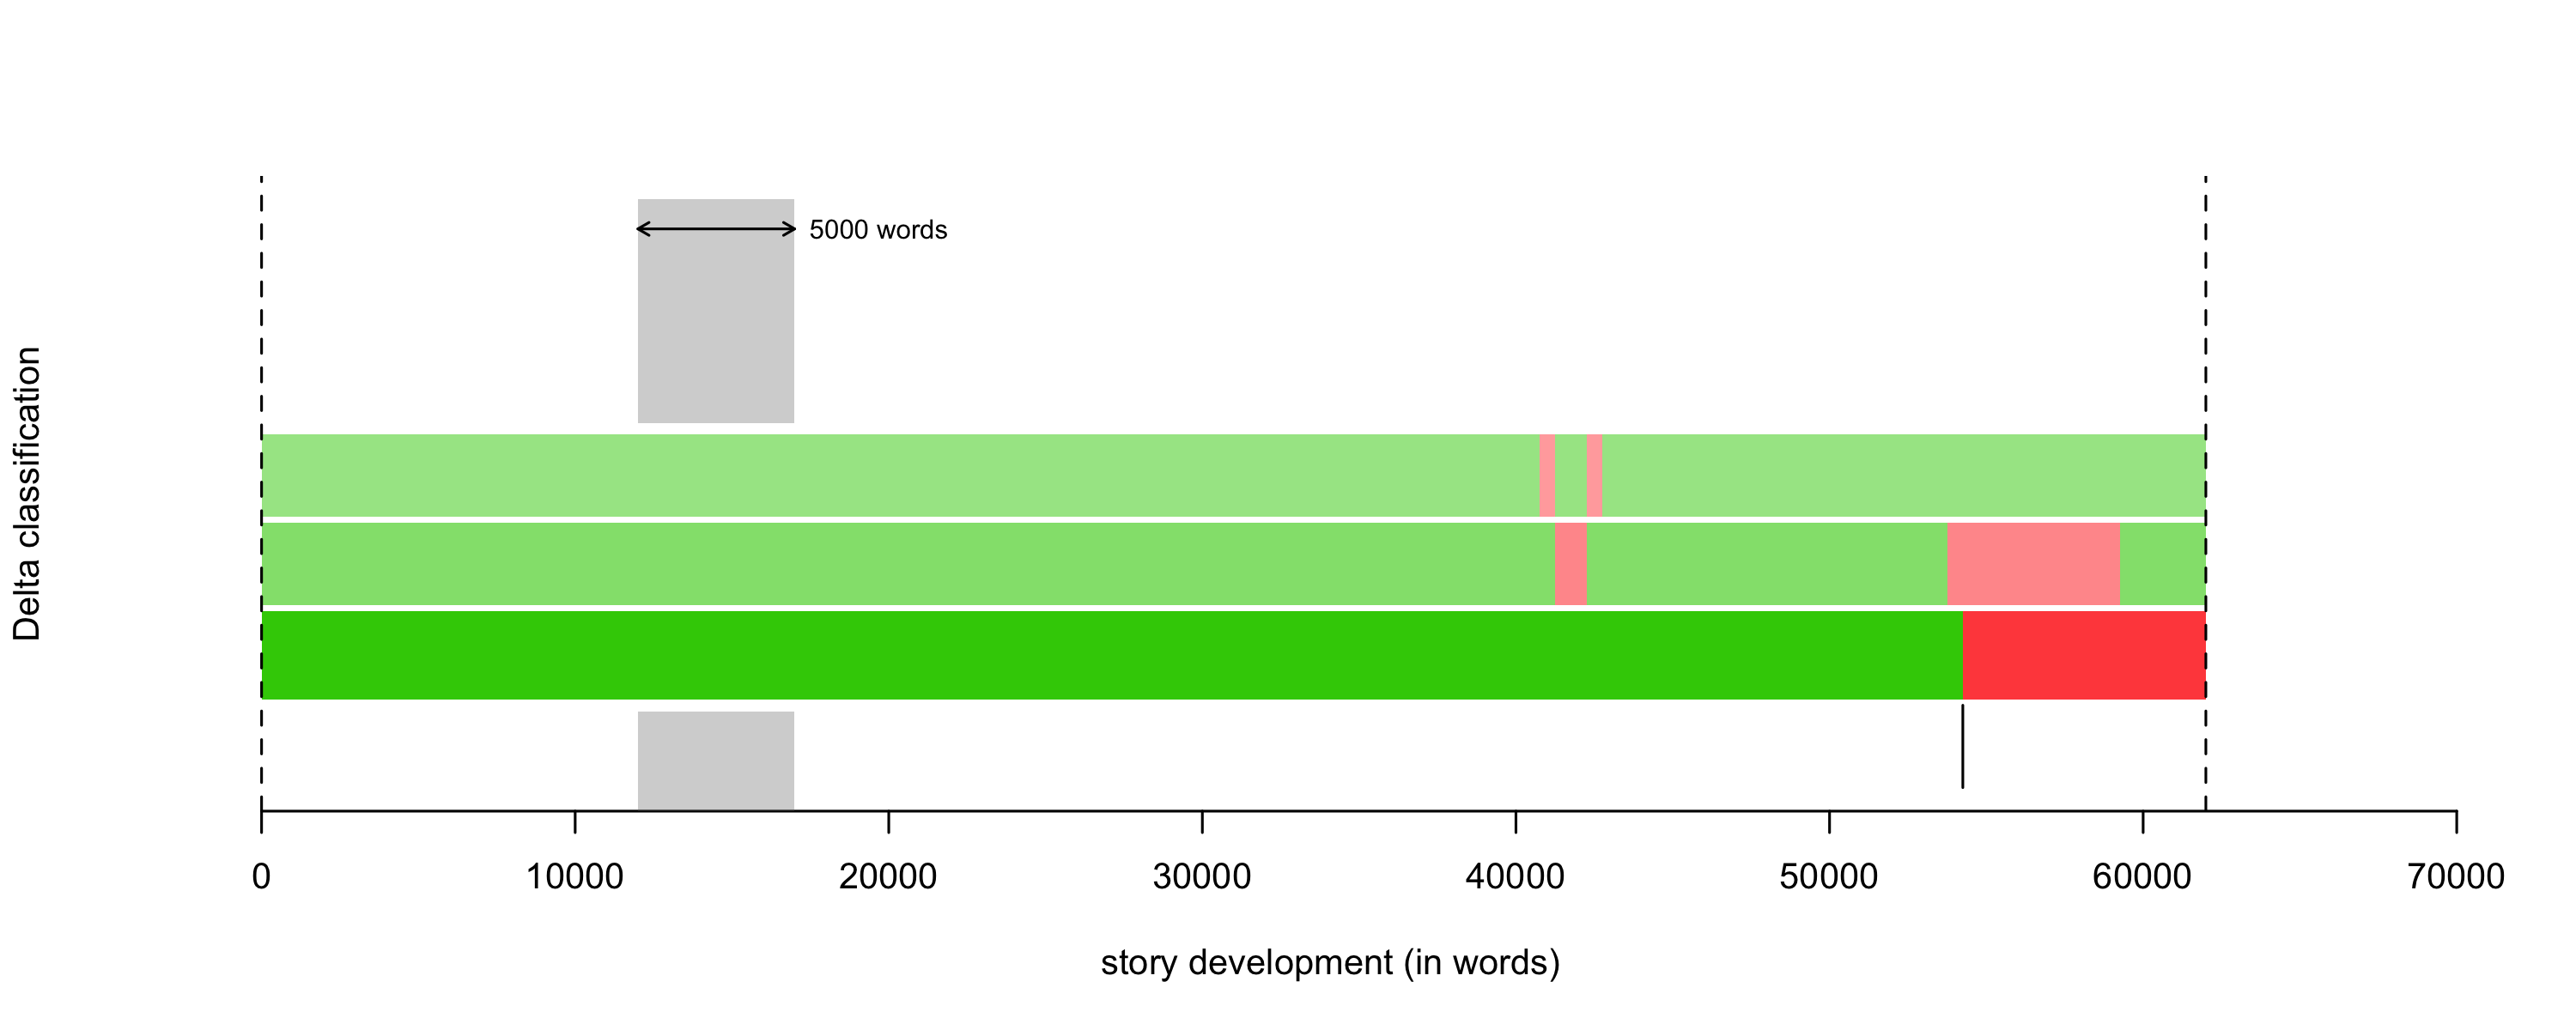 5000 words
Delta classification
0 10000 20000 30000 40000 50000 60000 70000
story development (in words)